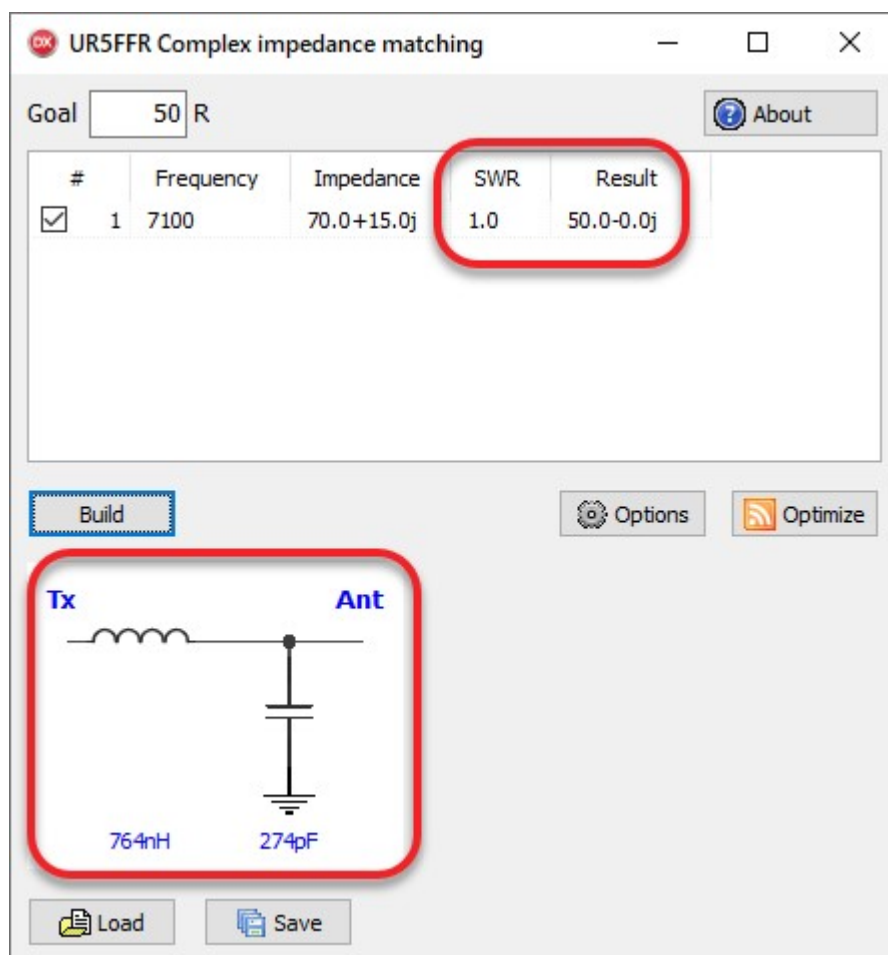 DX UR5FFR Complex impedance matching
Goal 50 R About
# Frequency Impedance SWR Result
1 7100 70.0+15.0j 1.0 50.0-0.0j
Build Options Optimize
Tx Ant
764nH 274pF
Load Save